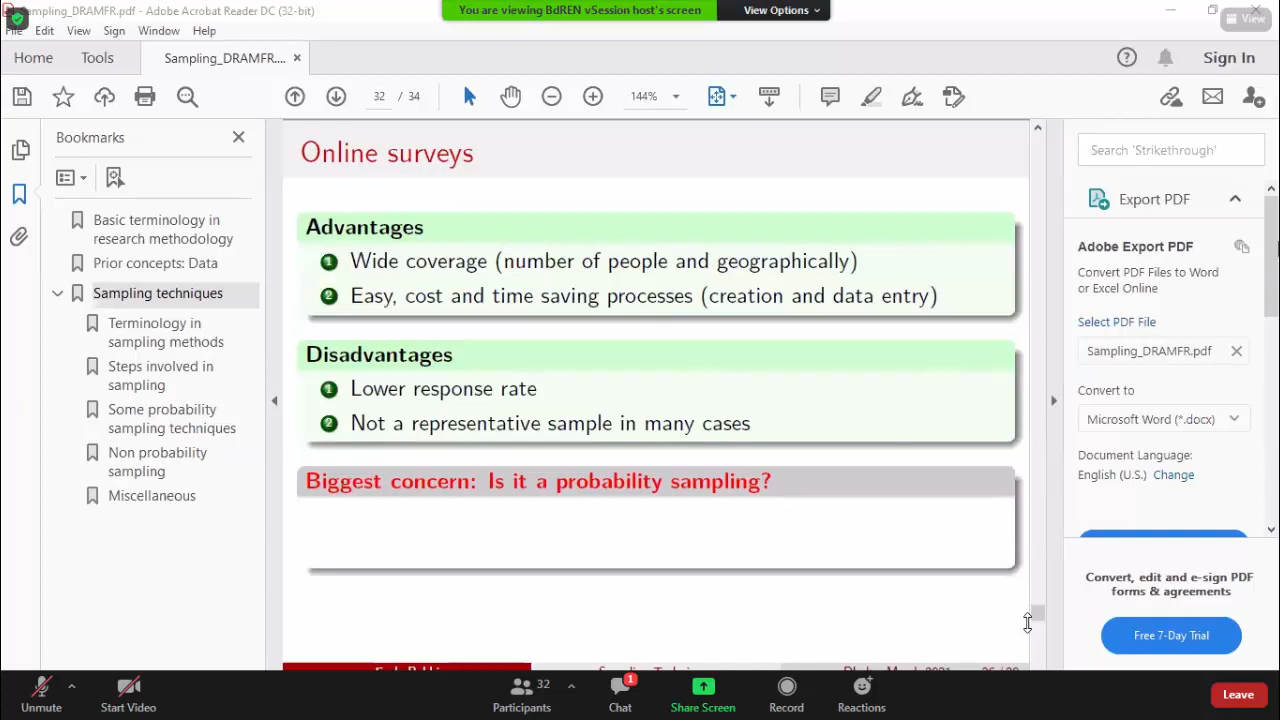 Sampling_DRAMFR.pdf - Adobe Acrobat Reader DC (32-bit)
You are viewing BdREN vSession host's screen
View Options
View
File Edit View Sign Window Help
Home Tools Sampling_DRAMFR.... ×
Sign In
32 / 34
144%
Bookmarks
Basic terminology in
research methodology
Prior concepts: Data
Sampling techniques
Terminology in
sampling methods
Steps involved in
sampling
Some probability
sampling techniques
Non probability
sampling
Miscellaneous
Online surveys
Advantages
1 Wide coverage (number of people and geographically)
2 Easy, cost and time saving processes (creation and data entry)
Disadvantages
1 Lower response rate
2 Not a representative sample in many cases
Biggest concern: Is it a probability sampling?
Search 'Strikethrough'
Export PDF
Adobe Export PDF
Convert PDF Files to Word
or Excel Online
Select PDF File
Sampling_DRAMFR.pdf
Convert to
Microsoft Word (*.docx)
Document Language:
English (U.S.) Change
Convert, edit and e-sign PDF
forms & agreements
Free 7-Day Trial
Unmute
Start Video
32
Participants
1
Chat
Share Screen
Record
Reactions
Leave